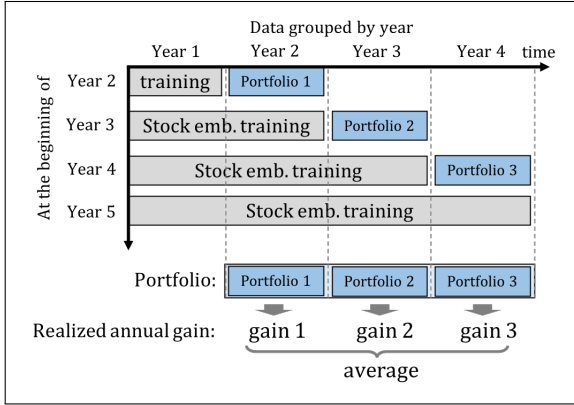 Data grouped by year
Year 1 Year 2 Year 3 Year 4 time
At the beginning of
Year 2 training Portfolio 1
Year 3 Stock emb. training Portfolio 2
Year 4 Stock emb. training Portfolio 3
Year 5 Stock emb. training
Portfolio: Portfolio 1 Portfolio 2 Portfolio 3
Realized annual gain: gain 1 gain 2 gain 3
average